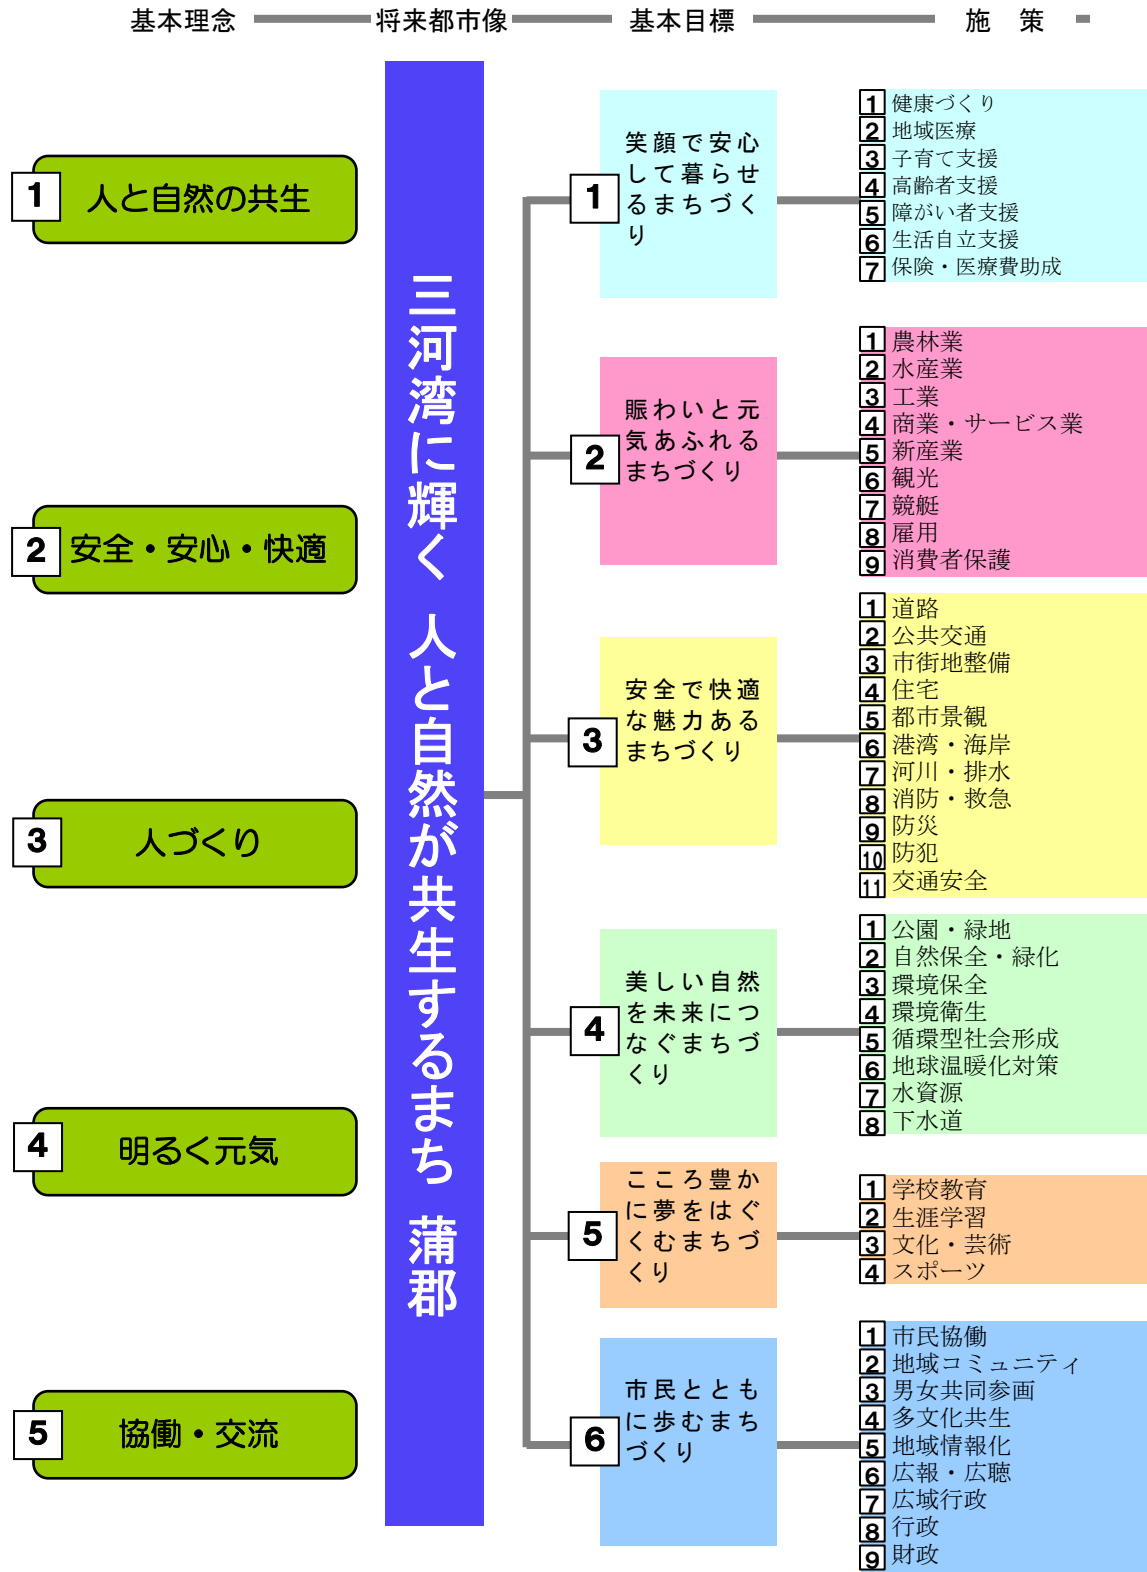 基本理念 将来都市像 基本目標 施 策
1 人と自然の共生
2 安全・安心・快適
3 人づくり
4 明るく元気
5 協働・交流
三河湾に輝く 人と自然が共生するまち 蒲郡
1
笑顔で安心
して暮らせ
るまちづく
り
1 健康づくり
2 地域医療
3 子育て支援
4 高齢者支援
5 障がい者支援
6 生活自立支援
7 保険・医療費助成
2
賑わいと元
気あふれる
まちづくり
1 農林業
2 水産業
3 工業
4 商業・サービス業
5 新産業
6 観光
7 競艇
8 雇用
9 消費者保護
3
安全で快適
な魅力ある
まちづくり
1 道路
2 公共交通
3 市街地整備
4 住宅
5 都市景観
6 港湾・海岸
7 河川・排水
8 消防・救急
9 防災
10 防犯
11 交通安全
4
美しい自然
を未来につ
なぐまちづ
くり
1 公園・緑地
2 自然保全・緑化
3 環境保全
4 環境衛生
5 循環型社会形成
6 地球温暖化対策
7 水資源
8 下水道
5
こころ豊か
に夢をはぐ
くむまちづ
くり
1 学校教育
2 生涯学習
3 文化・芸術
4 スポーツ
6
市民ととも
に歩むまち
づくり
1 市民協働
2 地域コミュニティ
3 男女共同参画
4 多文化共生
5 地域情報化
6 広報・広聴
7 広域行政
8 行政
9 財政